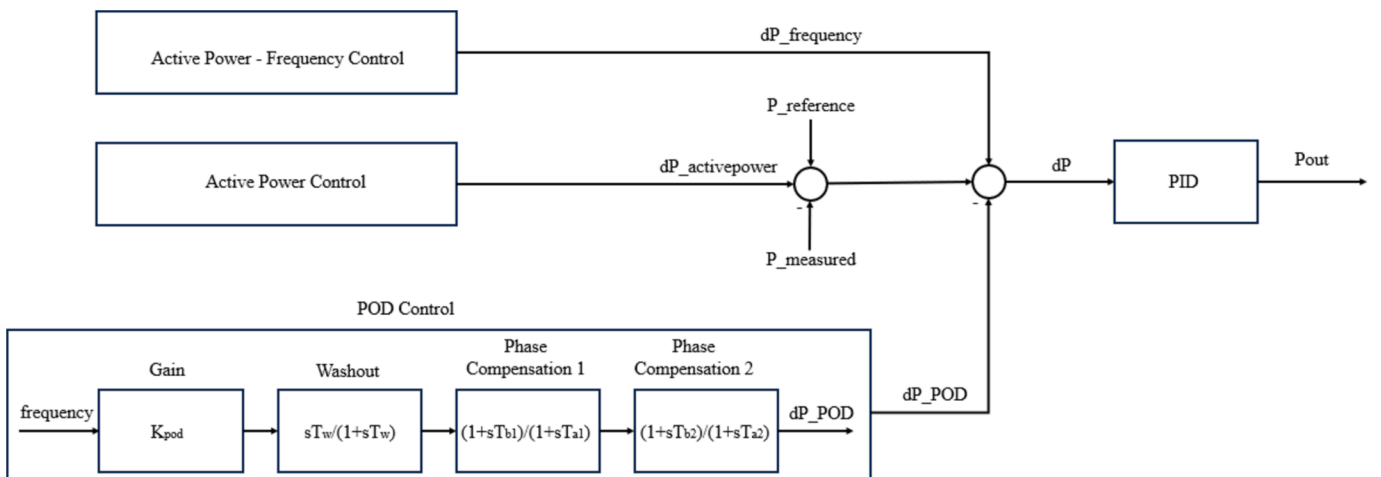 dP_frequency
Active Power - Frequency Control
P_reference
dP_activepower
Active Power Control
dP
PID
Pout
-
-
P_measured
POD Control
Gain
Washout
Phase
Compensation 1
Phase
Compensation 2
frequency
Kpod
sTw/(1+sTw)
(1+sTb1)/(1+sTa1)
(1+sTb2)/(1+sTa2)
dP_POD
dP_POD